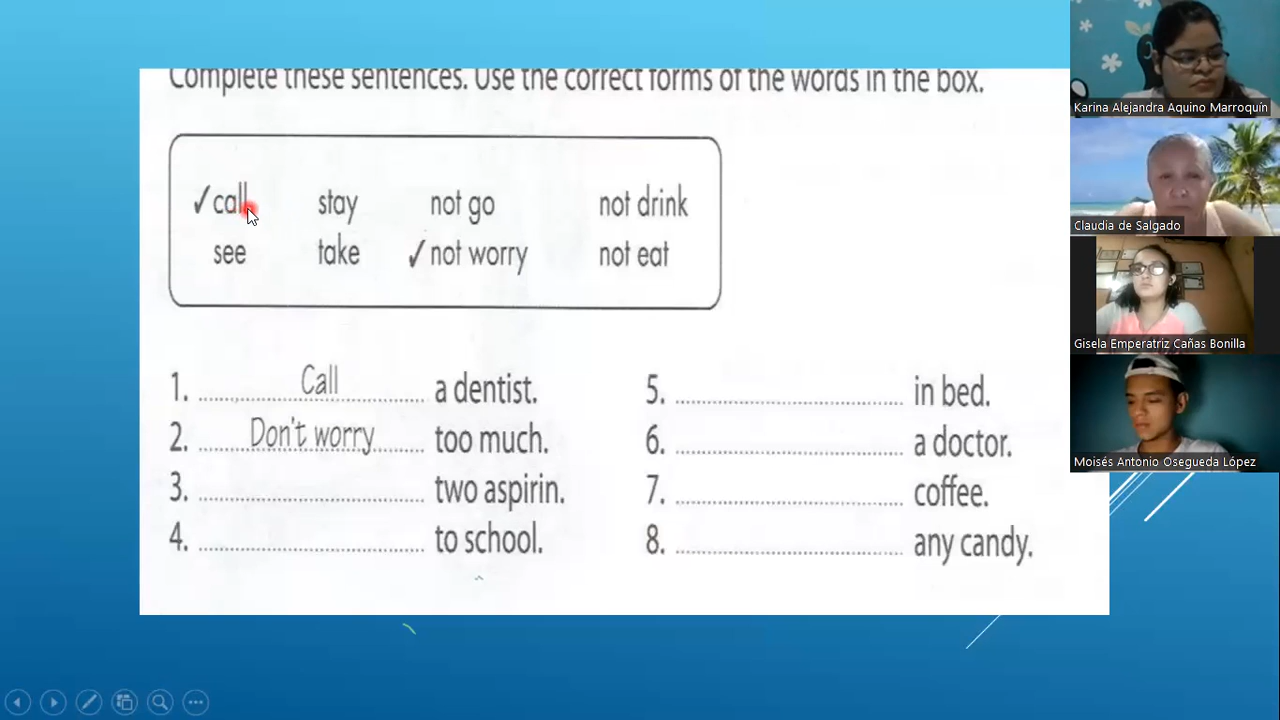 Complete these sentences. Use the correct forms of the words in the box.
✓ call stay not go not drink
see take ✓ not worry not eat
1. Call a dentist.
2. Don't worry too much.
3. two aspirin.
4. to school.
5. in bed.
6. a doctor.
7. coffee.
8. any candy.
Karina Alejandra Aquino Marroquín
Claudia de Salgado
Gisela Emperatriz Cañas Bonilla
Moisés Antonio Osegueda López